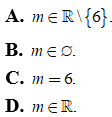 A. m ∈ ℝ\{6}.
B. m ∈ ∅.
C. m = 6.
D. m ∈ ℝ.